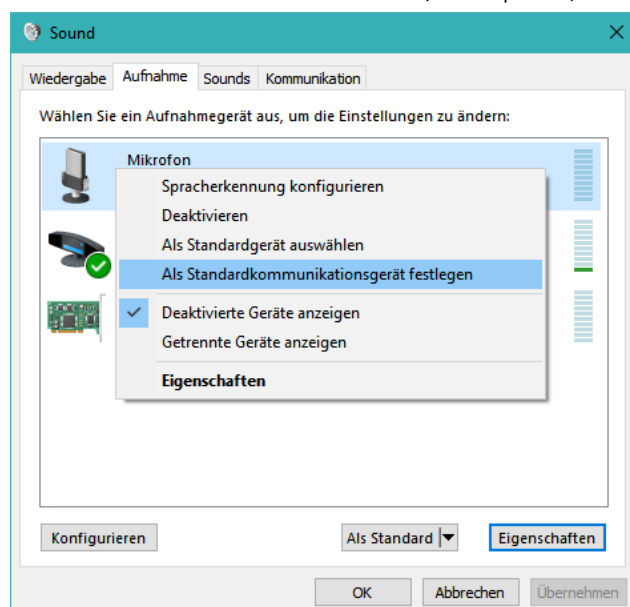 Sound
Wiedergabe Aufnahme Sounds Kommunikation
Wählen Sie ein Aufnahmegerät aus, um die Einstellungen zu ändern:
Mikrofon
Spracherkennung konfigurieren
Deaktivieren
Als Standardgerät auswählen
Als Standardkommunikationsgerät festlegen
Deaktivierte Geräte anzeigen
Getrennte Geräte anzeigen
Eigenschaften
Konfigurieren Als Standard Eigenschaften
OK Abbrechen Übernehmen